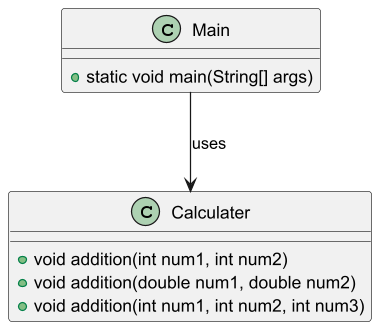 C Main
static void main(String[] args)
uses
C Calculater
void addition(int num1, int num2)
void addition(double num1, double num2)
void addition(int num1, int num2, int num3)